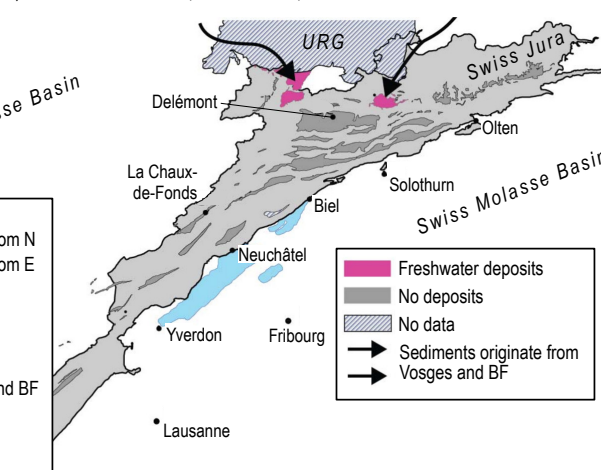 URG
Swiss Jura
sse Basin
Delémont
Olten
La Chaux-
de-Fonds
Solothurn
Biel
Swiss Molasse Basin
om N
om E
Neuchâtel
Freshwater deposits
No deposits
No data
Sediments originate from
Vosges and BF
Yverdon
Fribourg
nd BF
Lausanne